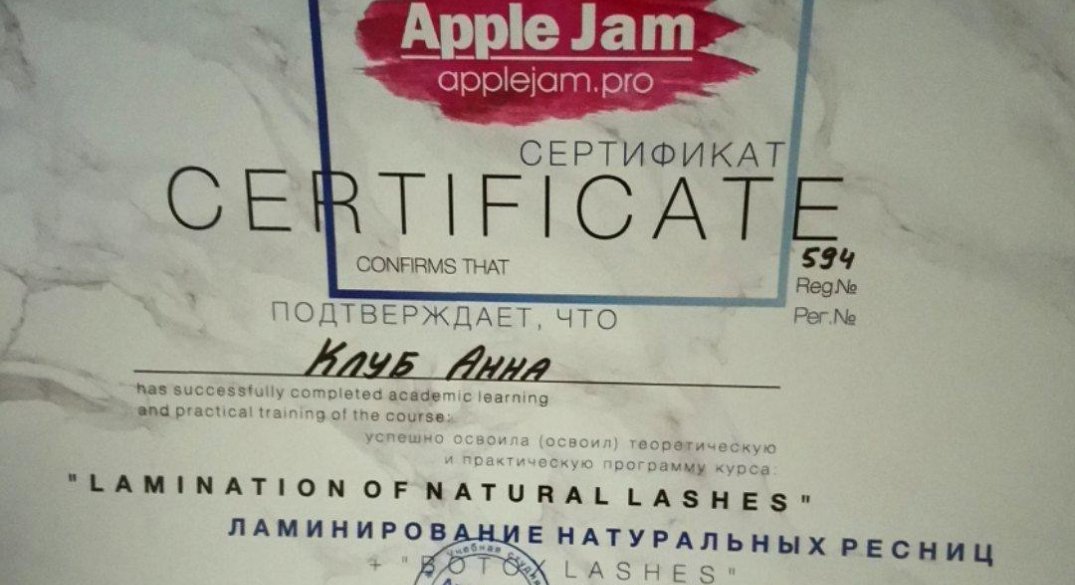 Apple Jam
applejam.pro
СЕРТИФИКАТ
CERTIFICATE
594
CONFIRMS THAT
Reg.№
ПОДТВЕРЖДАЕТ, ЧТО
Рег.№
Клуб Анна
has successfully completed academic learning
and practical training of the course:
успешно освоила (освоил) теоретическую
и практическую программу курса:
"LAMINATION OF NATURAL LASHES"
ЛАМИНИРОВАНИЕ НАТУРАЛЬНЫХ РЕСНИЦ
Учебная студия
+ "BOTOX LASHES"